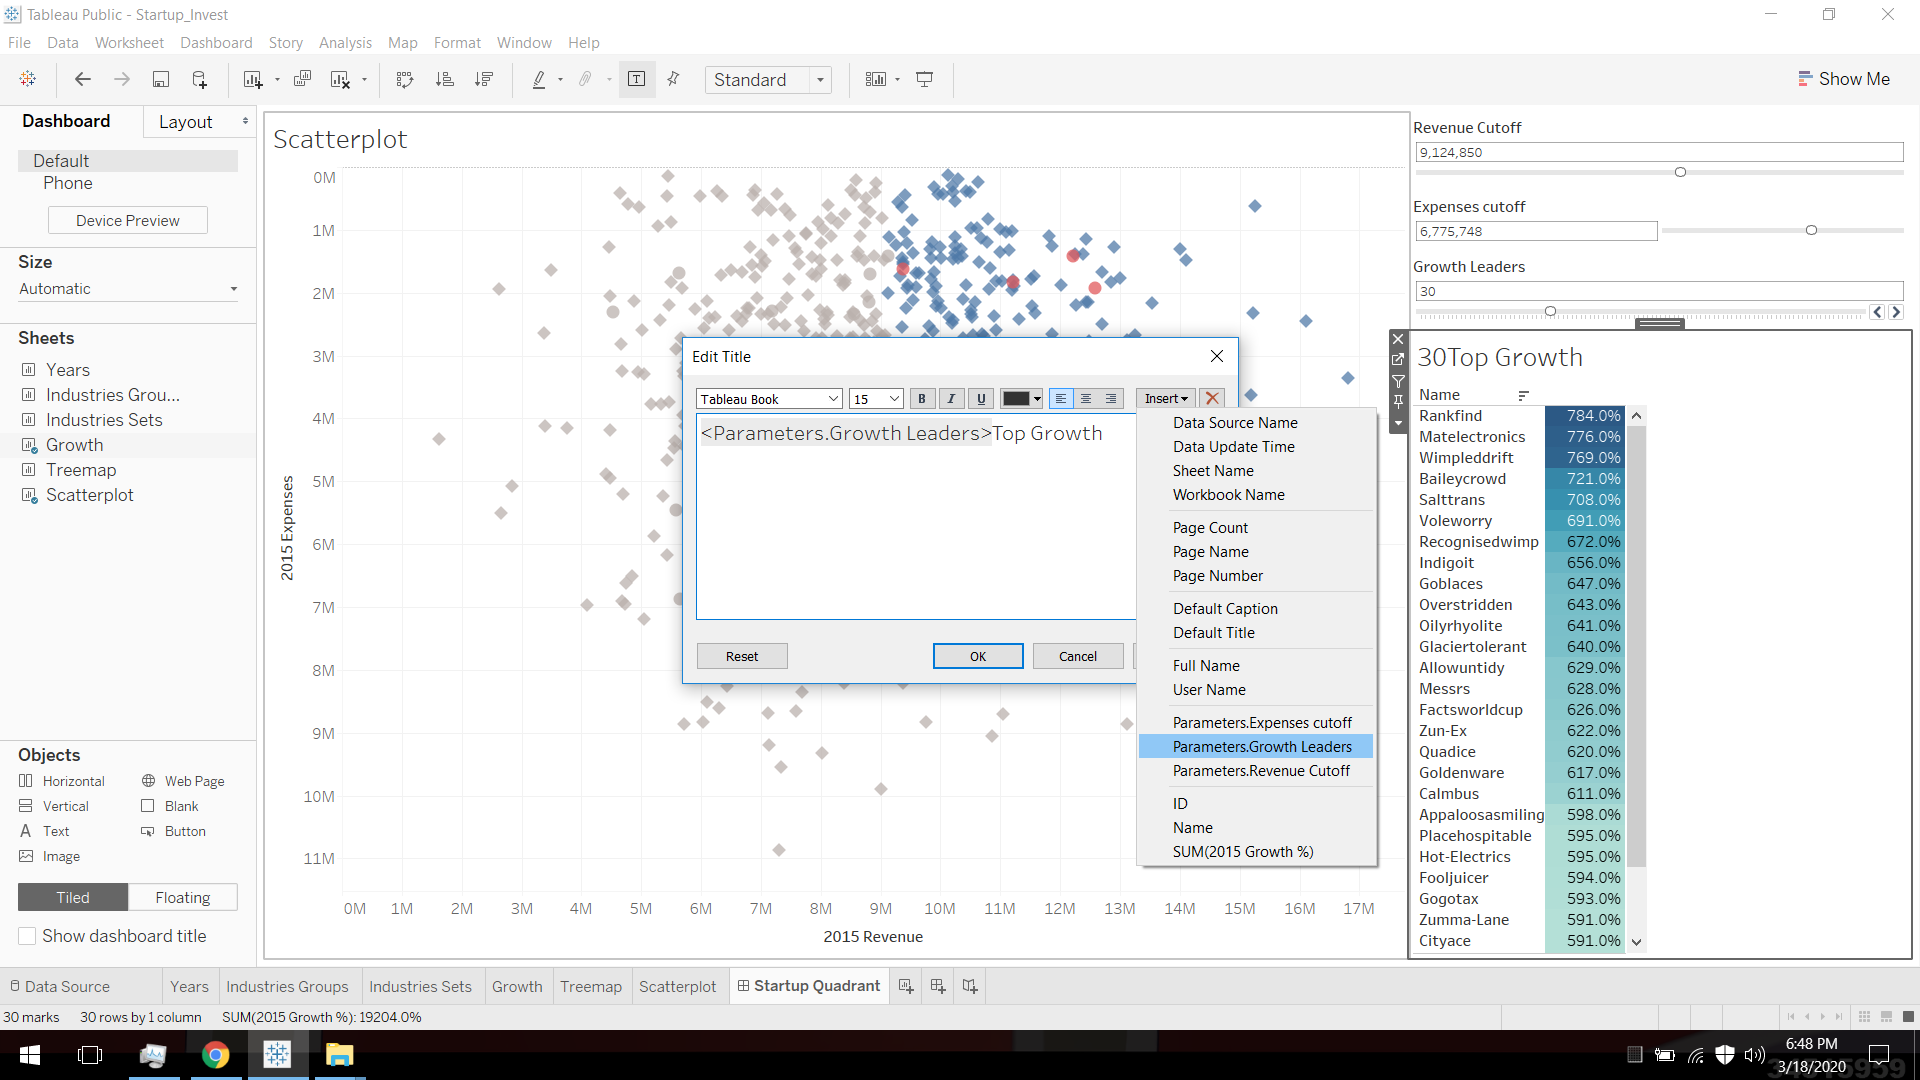 Tableau Public - Startup_Invest
File Data Worksheet Dashboard Story Analysis Map Format Window Help
Standard
Show Me
Dashboard Layout
Default
Phone
Device Preview
Size
Automatic
Sheets
Years
Industries Grou...
Industries Sets
Growth
Treemap
Scatterplot
Objects
Horizontal Web Page
Vertical Blank
Text Button
Image
Tiled Floating
Show dashboard title
Scatterplot
2015 Expenses
0M
1M
2M
3M
4M
5M
6M
7M
8M
9M
10M
11M
0M 1M 2M 3M 4M 5M 6M 7M 8M 9M 10M 11M 12M 13M 14M 15M 16M 17M
2015 Revenue
Edit Title
Tableau Book 15 B I U Insert
<Parameters.Growth Leaders>Top Growth
Reset OK Cancel
Data Source Name
Data Update Time
Sheet Name
Workbook Name
Page Count
Page Name
Page Number
Default Caption
Default Title
Full Name
User Name
Parameters.Expenses cutoff
Parameters.Growth Leaders
Parameters.Revenue Cutoff
ID
Name
SUM(2015 Growth %)
Revenue Cutoff
9,124,850
Expenses cutoff
6,775,748
Growth Leaders
30
30Top Growth
Name
Rankfind 784.0%
Matelectronics 776.0%
Wimpleddrift 769.0%
Baileycrowd 721.0%
Salttrans 708.0%
Voleworry 691.0%
Recognisedwimp 672.0%
Indigoit 656.0%
Goblaces 647.0%
Overstridden 643.0%
Oilyrhyolite 641.0%
Glaciertolerant 640.0%
Allowuntidy 629.0%
Messrs 628.0%
Factsworldcup 626.0%
Zun-Ex 622.0%
Quadice 620.0%
Goldenware 617.0%
Calmbus 611.0%
Appaloosasmiling 598.0%
Placehospitable 595.0%
Hot-Electrics 595.0%
Fooljuicer 594.0%
Gogotax 593.0%
Zumma-Lane 591.0%
Cityace 591.0%
Data Source Years Industries Groups Industries Sets Growth Treemap Scatterplot Startup Quadrant
30 marks 30 rows by 1 column SUM(2015 Growth %): 19204.0%
6:48 PM
3/18/2020
34515959